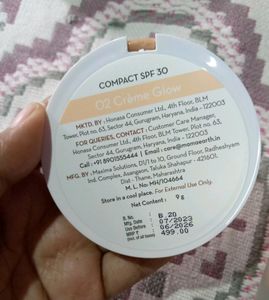 COMPACT SPF 30
02 Crème Glow
MKTD. BY : Honasa Consumer Ltd., 4th Floor, BLM
Tower, Plot no. 63, Sector 44, Gurugram, Haryana, India - 122003
FOR QUERIES, CONTACT : Customer Care Manager,
Honasa Consumer Ltd., 4th Floor, BLM Tower, Plot no. 63,
Sector 44, Gurugram, Haryana, India - 122003
Call at +91 8901555444 | Email : care@mamaearth.in
MFG. BY : Maxima Solutions, D1/1 to 10, Ground Floor, Radheshyam
Ind. Complex, Asangaon, Taluka Shahapur - 421601,
Dist - Thane, Maharashtra
M. L. No: MH/104664
Store in a cool place. For External Use Only.
Net Quantity : 9 g
B. No. B_20
Mfg. Date 07/2023
Use Before 06/2026
MRP ₹ 499.00